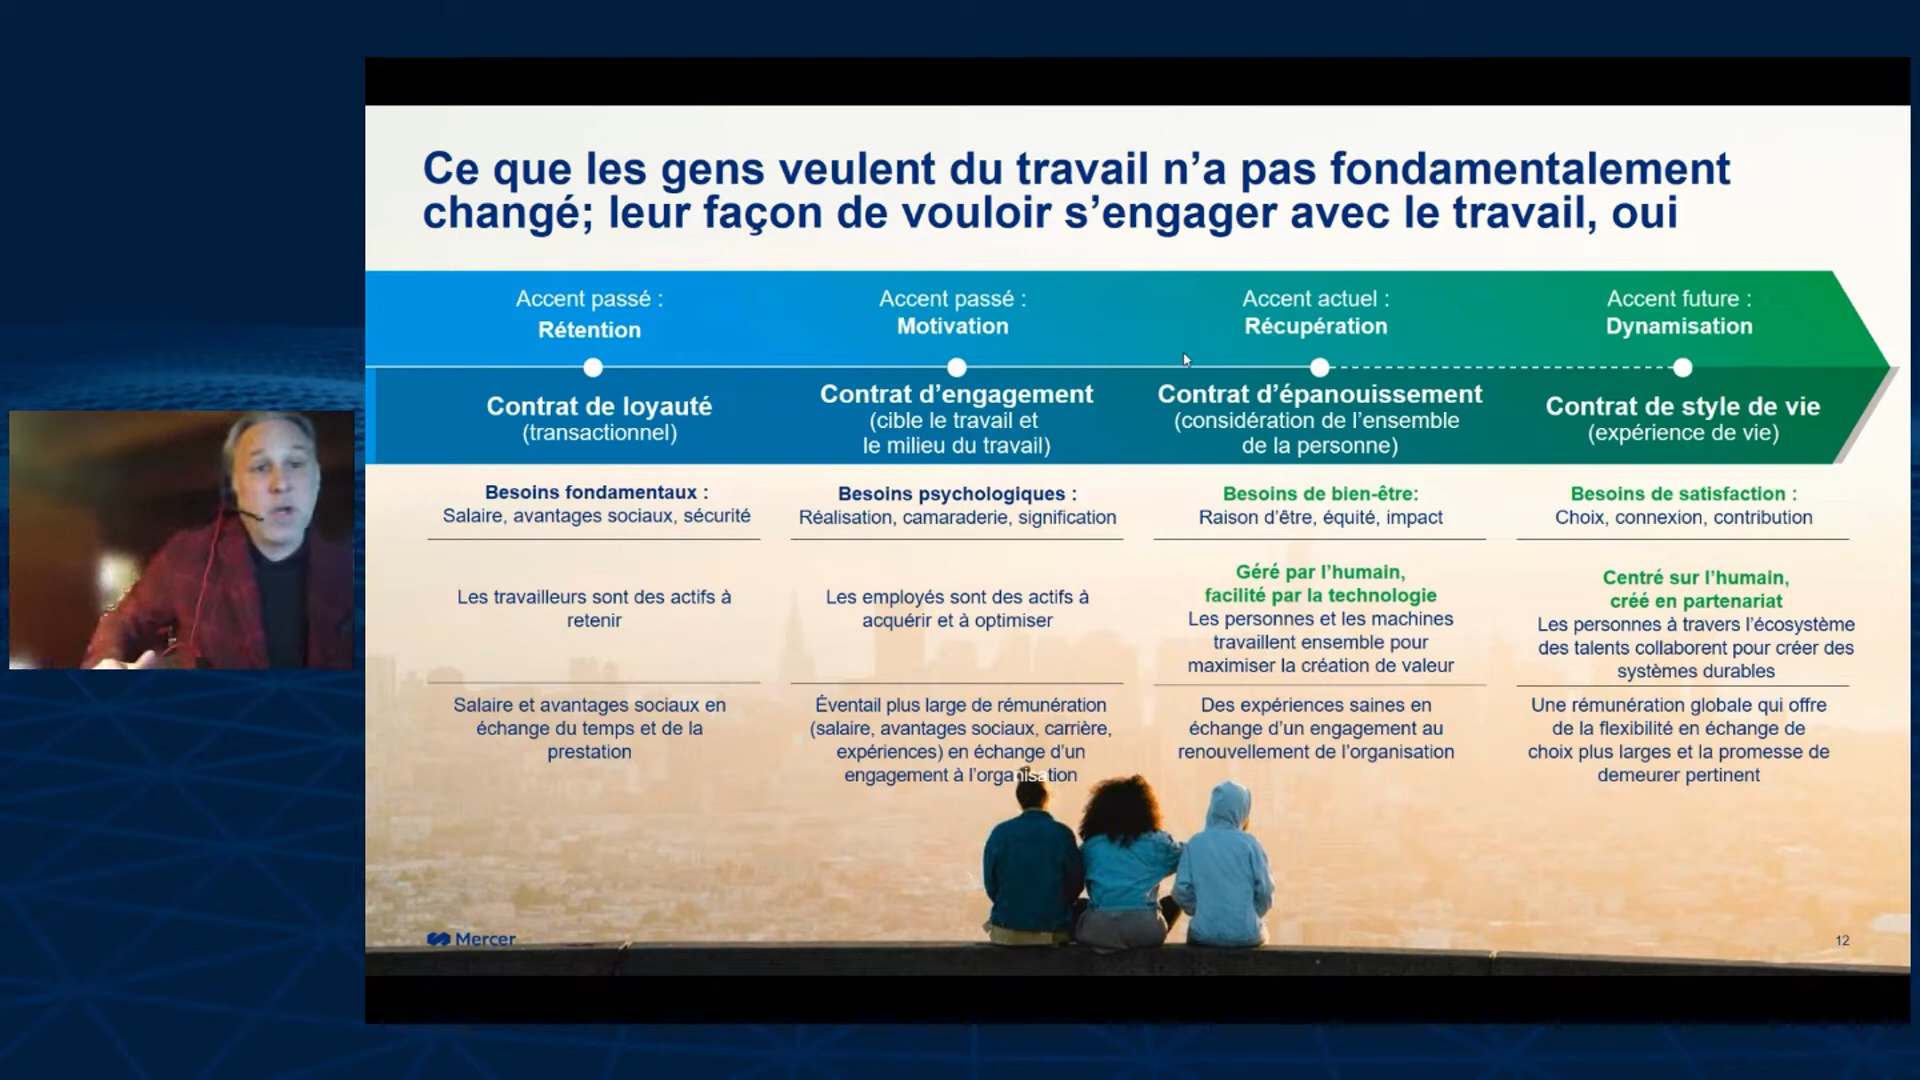 Ce que les gens veulent du travail n’a pas fondamentalement
changé; leur façon de vouloir s’engager avec le travail, oui
Accent passé :
Rétention
Contrat de loyauté
(transactionnel)
Besoins fondamentaux :
Salaire, avantages sociaux, sécurité
Les travailleurs sont des actifs à
retenir
Salaire et avantages sociaux en
échange du temps et de la
prestation
Accent passé :
Motivation
Contrat d’engagement
(cible le travail et
le milieu du travail)
Besoins psychologiques :
Réalisation, camaraderie, signification
Les employés sont des actifs à
acquérir et à optimiser
Éventail plus large de rémunération
(salaire, avantages sociaux, carrière,
expériences) en échange d’un
engagement à l’organisation
Accent actuel :
Récupération
Contrat d’épanouissement
(considération de l’ensemble
de la personne)
Besoins de bien-être:
Raison d’être, équité, impact
Géré par l’humain,
facilité par la technologie
Les personnes et les machines
travaillent ensemble pour
maximiser la création de valeur
Des expériences saines en
échange d’un engagement au
renouvellement de l’organisation
Accent future :
Dynamisation
Contrat de style de vie
(expérience de vie)
Besoins de satisfaction :
Choix, connexion, contribution
Centré sur l’humain,
créé en partenariat
Les personnes à travers l’écosystème
des talents collaborent pour créer des
systèmes durables
Une rémunération globale qui offre
de la flexibilité en échange de
choix plus larges et la promesse de
demeurer pertinent
Mercer
12